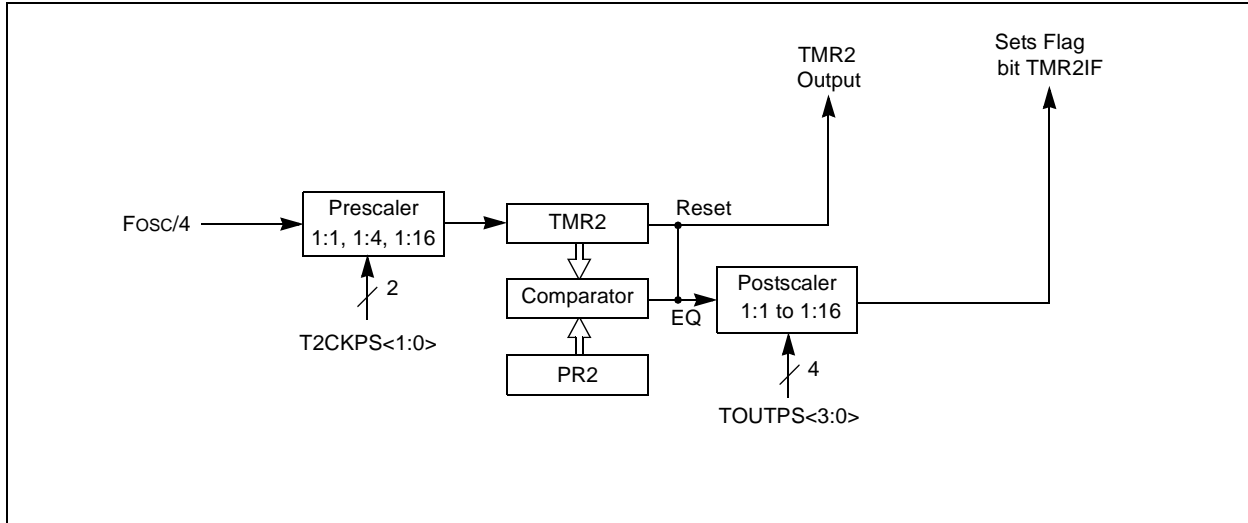 TMR2
Output
Sets Flag
bit TMR2IF
FOSC/4
Prescaler
1:1, 1:4, 1:16
2
T2CKPS<1:0>
TMR2
Reset
Comparator
EQ
PR2
Postscaler
1:1 to 1:16
4
TOUTPS<3:0>